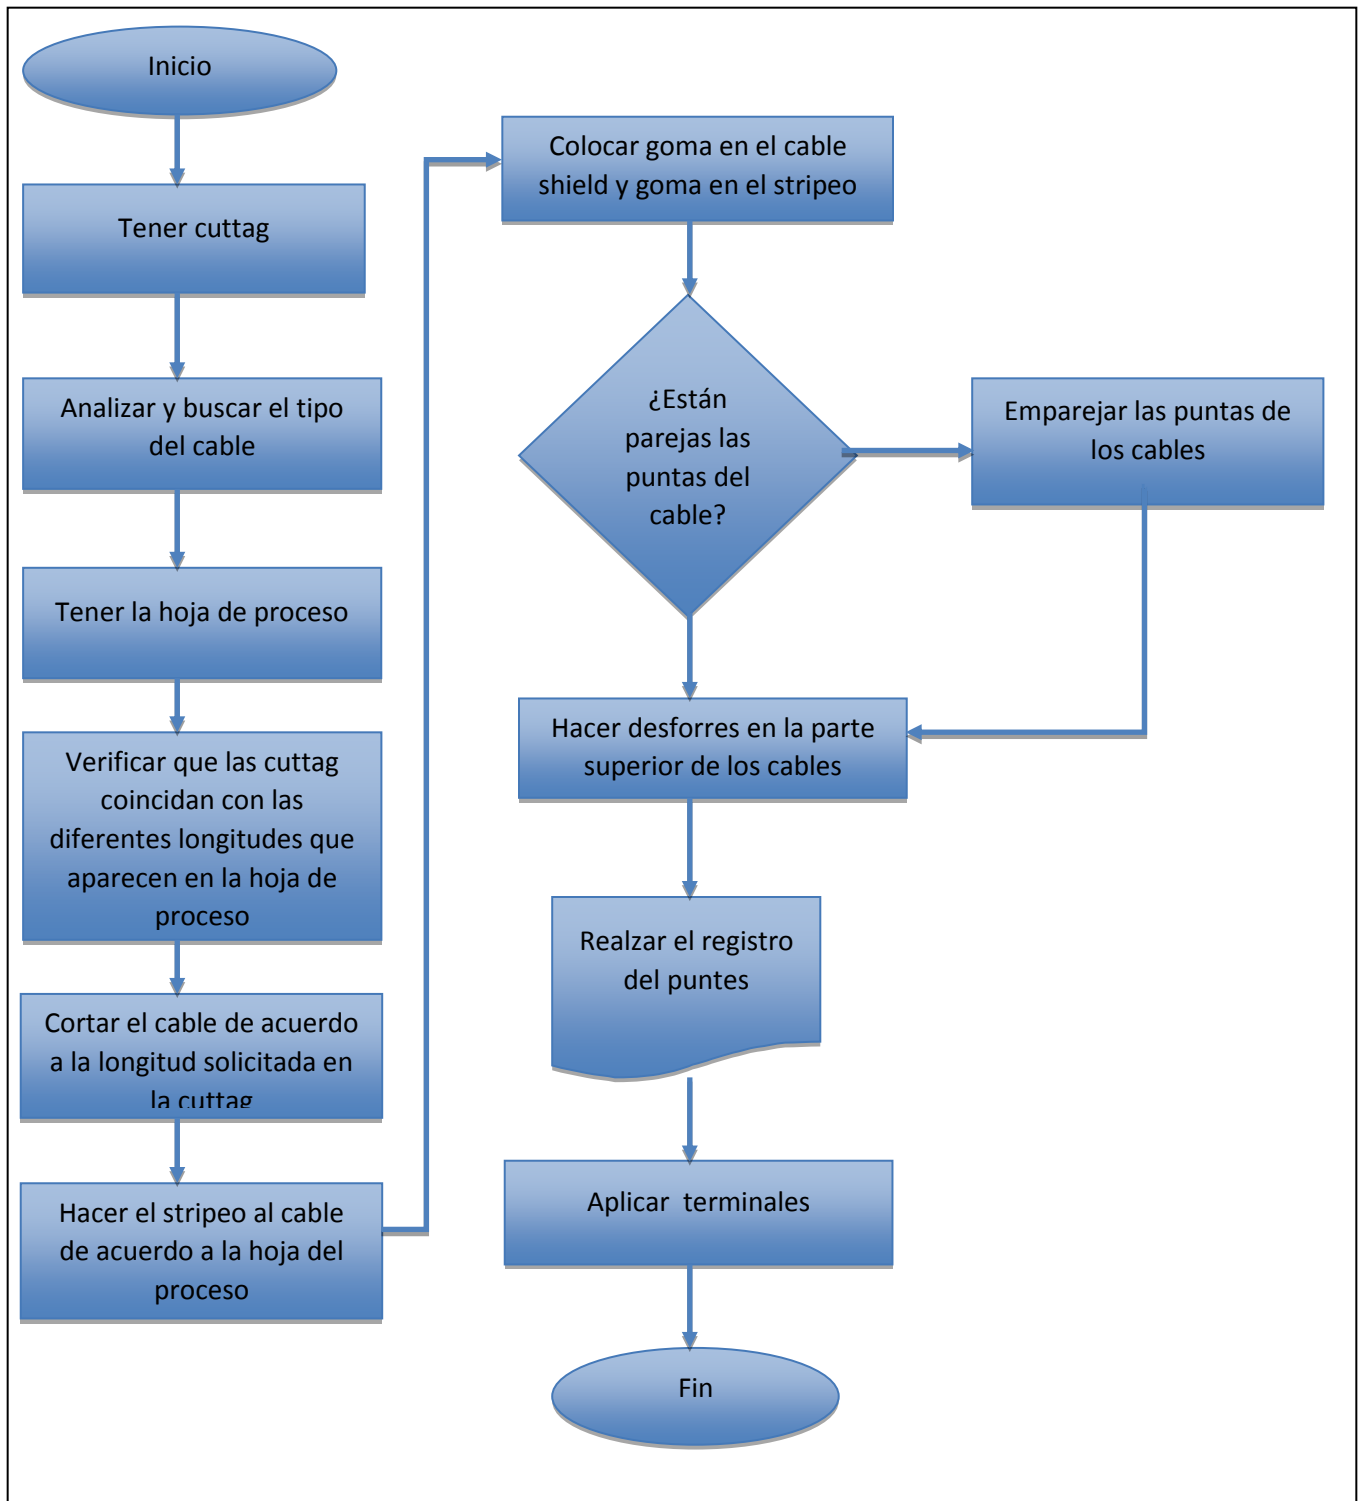 Inicio
Tener cuttag
Analizar y buscar el tipo
del cable
Tener la hoja de proceso
Verificar que las cuttag
coincidan con las
diferentes longitudes que
aparecen en la hoja de
proceso
Cortar el cable de acuerdo
a la longitud solicitada en
la cuttag
Hacer el stripeo al cable
de acuerdo a la hoja del
proceso
Colocar goma en el cable
shield y goma en el stripeo
¿Están
parejas las
puntas del
cable?
Emparejar las puntas de
los cables
Hacer desforres en la parte
superior de los cables
Realzar el registro
del puntes
Aplicar terminales
Fin